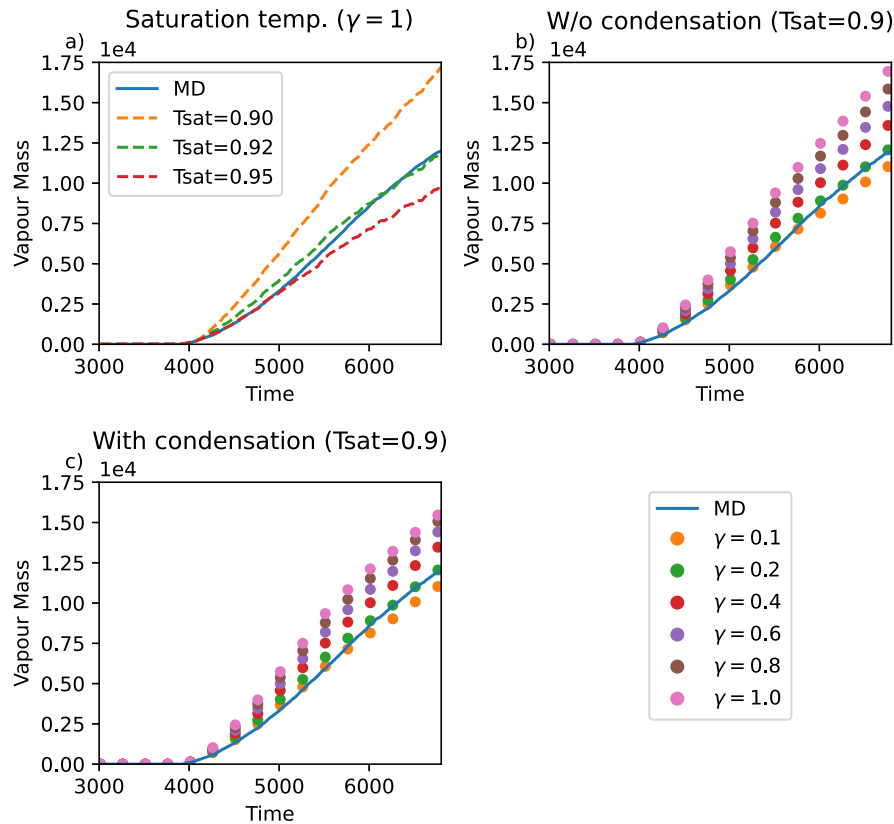 Saturation temp. (γ = 1)
a)
1e4
1.75
1.50
1.25
1.00
0.75
0.50
0.25
0.00
Vapour Mass
MD
Tsat=0.90
Tsat=0.92
Tsat=0.95
3000
4000
5000
6000
Time
W/o condensation (Tsat=0.9)
b)
1e4
1.75
1.50
1.25
1.00
0.75
0.50
0.25
0.00
Vapour Mass
3000
4000
5000
6000
Time
With condensation (Tsat=0.9)
c)
1e4
1.75
1.50
1.25
1.00
0.75
0.50
0.25
0.00
Vapour Mass
3000
4000
5000
6000
Time
MD
γ = 0.1
γ = 0.2
γ = 0.4
γ = 0.6
γ = 0.8
γ = 1.0